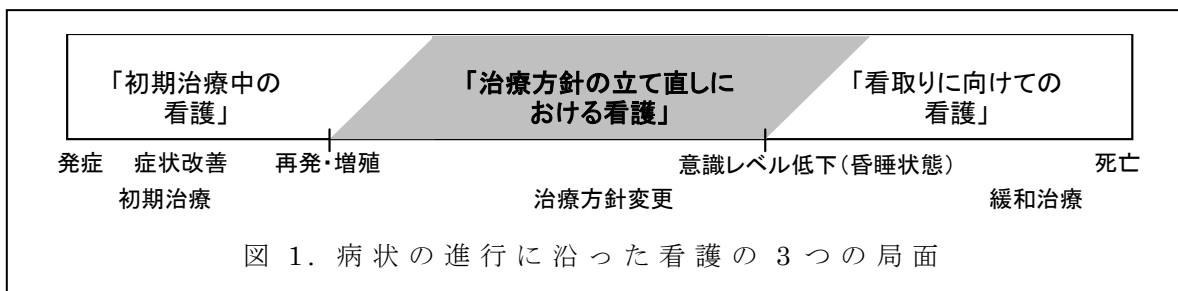 「初期治療中の
看護」
「治療方針の立て直しに
おける看護」
「看取りに向けての
看護」
発症 症状改善 再発・増殖 意識レベル低下(昏睡状態) 死亡
初期治療 治療方針変更 緩和治療
図 1. 病状の進行に沿った看護の 3 つの局面